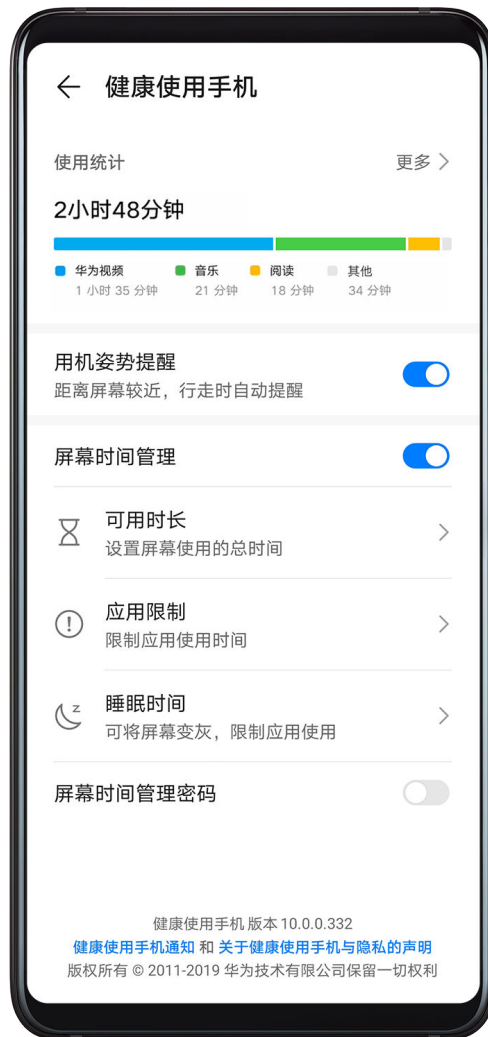 健康使用手机
使用统计 更多
2小时48分钟
华为视频 音乐 阅读 其他
1 小时 35 分钟 21 分钟 18 分钟 34 分钟
用机姿势提醒
距离屏幕较近，行走时自动提醒
屏幕时间管理
可用时长
设置屏幕使用的总时间
应用限制
限制应用使用时间
z
睡眠时间
可将屏幕变灰，限制应用使用
屏幕时间管理密码
健康使用手机 版本 10.0.0.332
健康使用手机通知 和 关于健康使用手机与隐私的声明
版权所有 © 2011-2019 华为技术有限公司保留一切权利